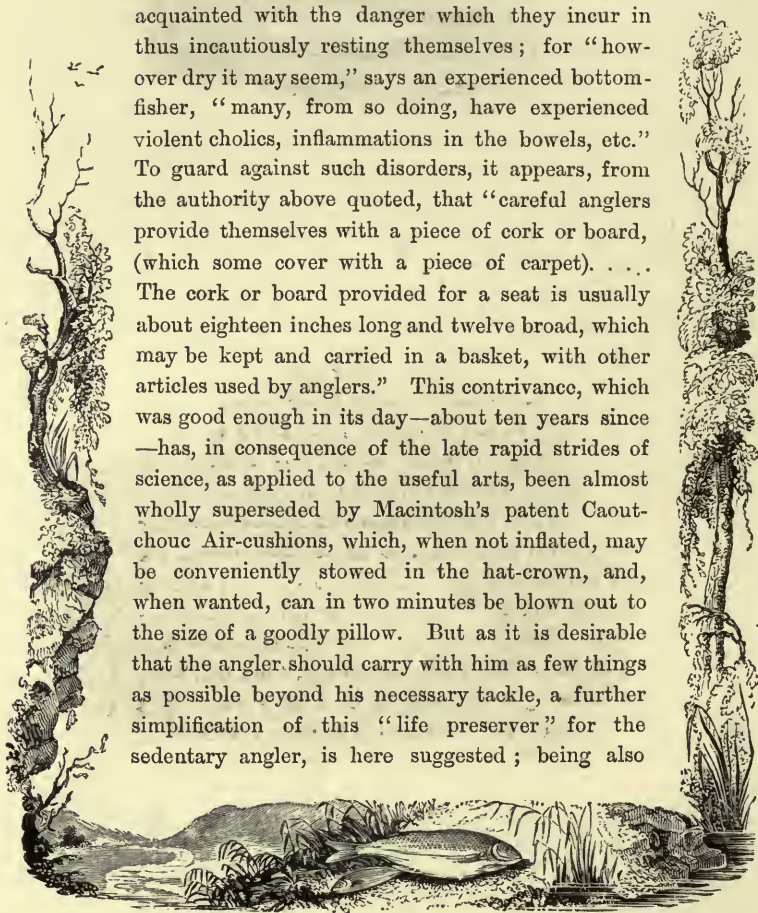 acquainted with the danger which they incur in
thus incautiously resting themselves ; for “how-
over dry it may seem,” says an experienced bottom-
fisher, “many, from so doing, have experienced
violent cholics, inflammations in the bowels, etc.”
To guard against such disorders, it appears, from
the authority above quoted, that “careful anglers
provide themselves with a piece of cork or board,
(which some cover with a piece of carpet). . . . .
The cork or board provided for a seat is usually
about eighteen inches long and twelve broad, which
may be kept and carried in a basket, with other
articles used by anglers.” This contrivance, which
was good enough in its day—about ten years since
—has, in consequence of the late rapid strides of
science, as applied to the useful arts, been almost
wholly superseded by Macintosh’s patent Caout-
chouc Air-cushions, which, when not inflated, may
be conveniently stowed in the hat-crown, and,
when wanted, can in two minutes be blown out to
the size of a goodly pillow. But as it is desirable
that the angler should carry with him as few things
as possible beyond his necessary tackle, a further
simplification of this “life preserver” for the
sedentary angler, is here suggested ; being also